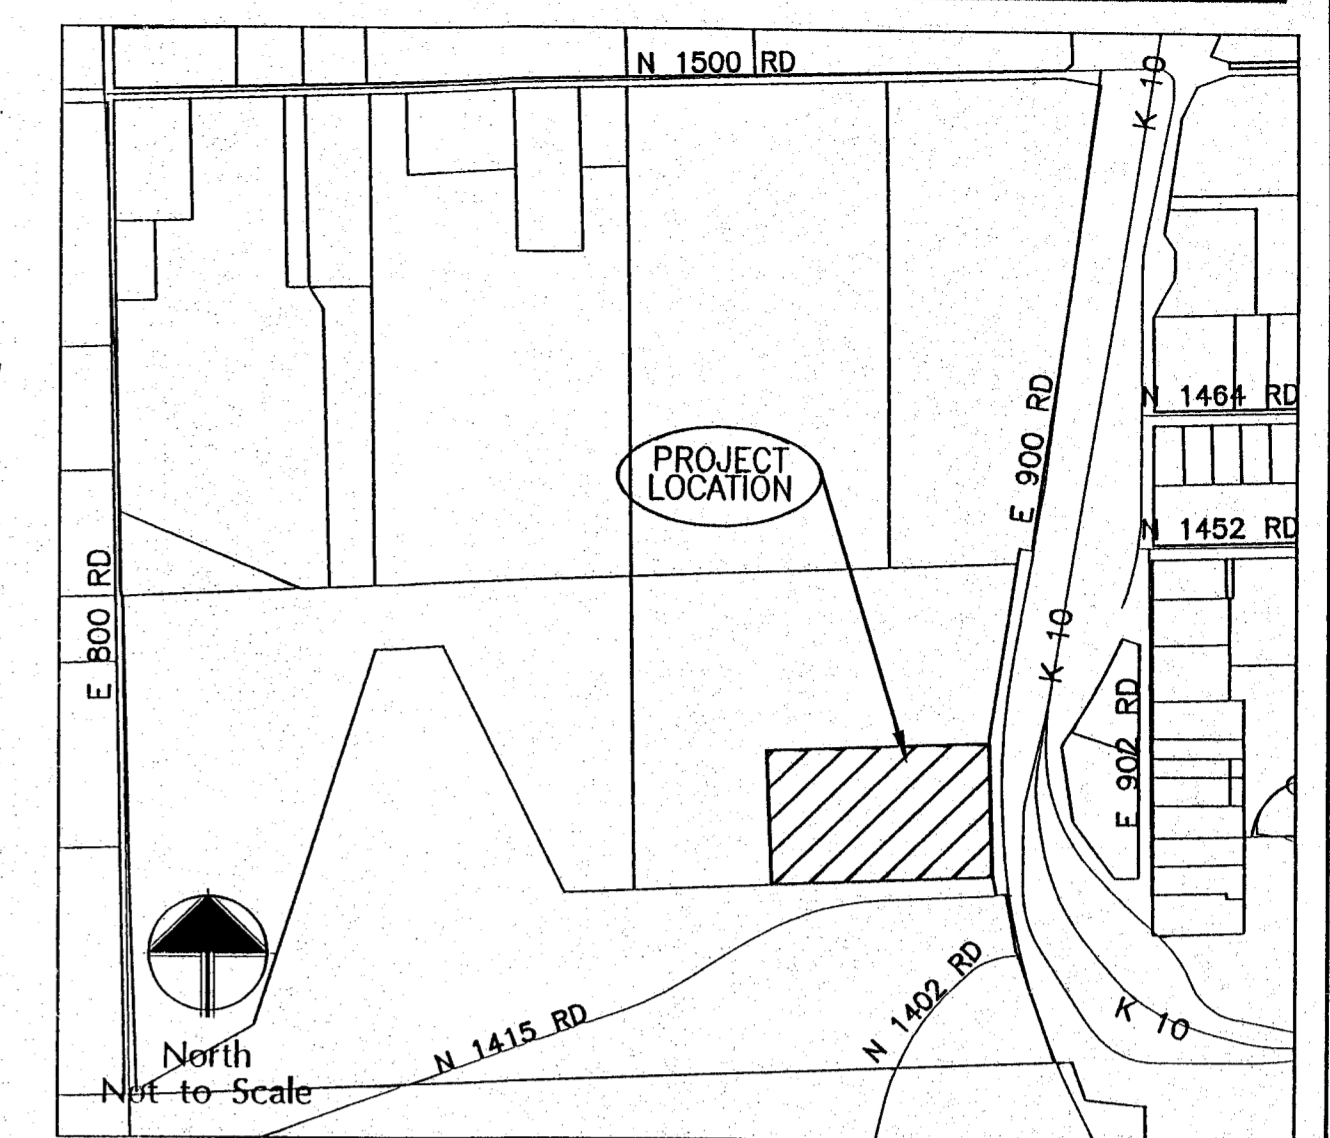 N 1500 RD
K 10
N 1464 RD
E 900 RD
PROJECT
LOCATION
N 1452 RD
E 800 RD
K 10
E 902 RD
N 1402 RD
K 10
N 1415 RD
North
Not to Scale